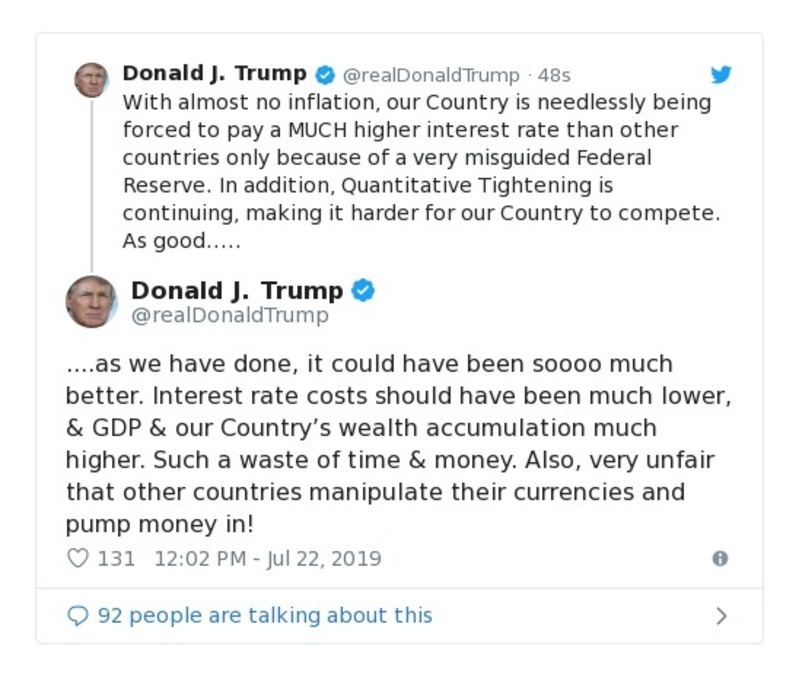 Donald J. Trump @realDonaldTrump · 48s
With almost no inflation, our Country is needlessly being
forced to pay a MUCH higher interest rate than other
countries only because of a very misguided Federal
Reserve. In addition, Quantitative Tightening is
continuing, making it harder for our Country to compete.
As good.....
Donald J. Trump
@realDonaldTrump
....as we have done, it could have been soooo much
better. Interest rate costs should have been much lower,
& GDP & our Country’s wealth accumulation much
higher. Such a waste of time & money. Also, very unfair
that other countries manipulate their currencies and
pump money in!
131 12:02 PM - Jul 22, 2019
92 people are talking about this